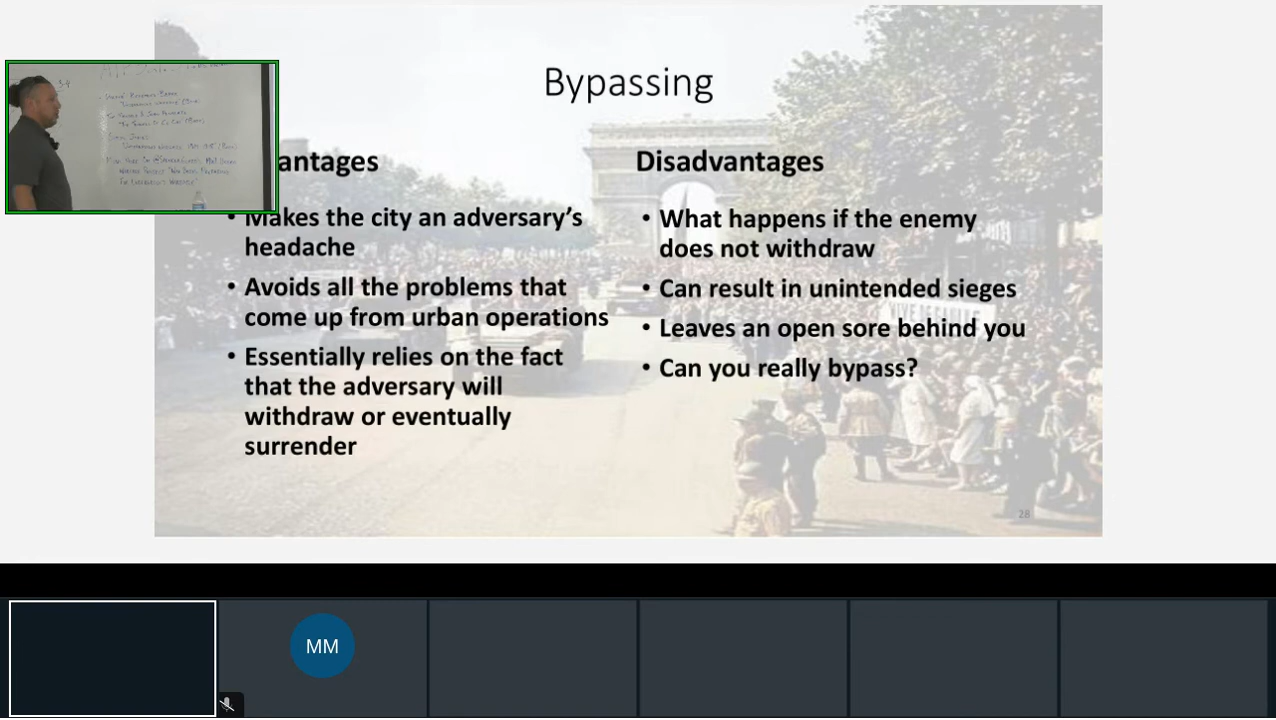 Bypassing
antages
• Makes the city an adversary's
headache
• Avoids all the problems that
come up from urban operations
• Essentially relies on the fact
that the adversary will
withdraw or eventually
surrender
Disadvantages
• What happens if the enemy
does not withdraw
• Can result in unintended sieges
• Leaves an open sore behind you
• Can you really bypass?
28
MM